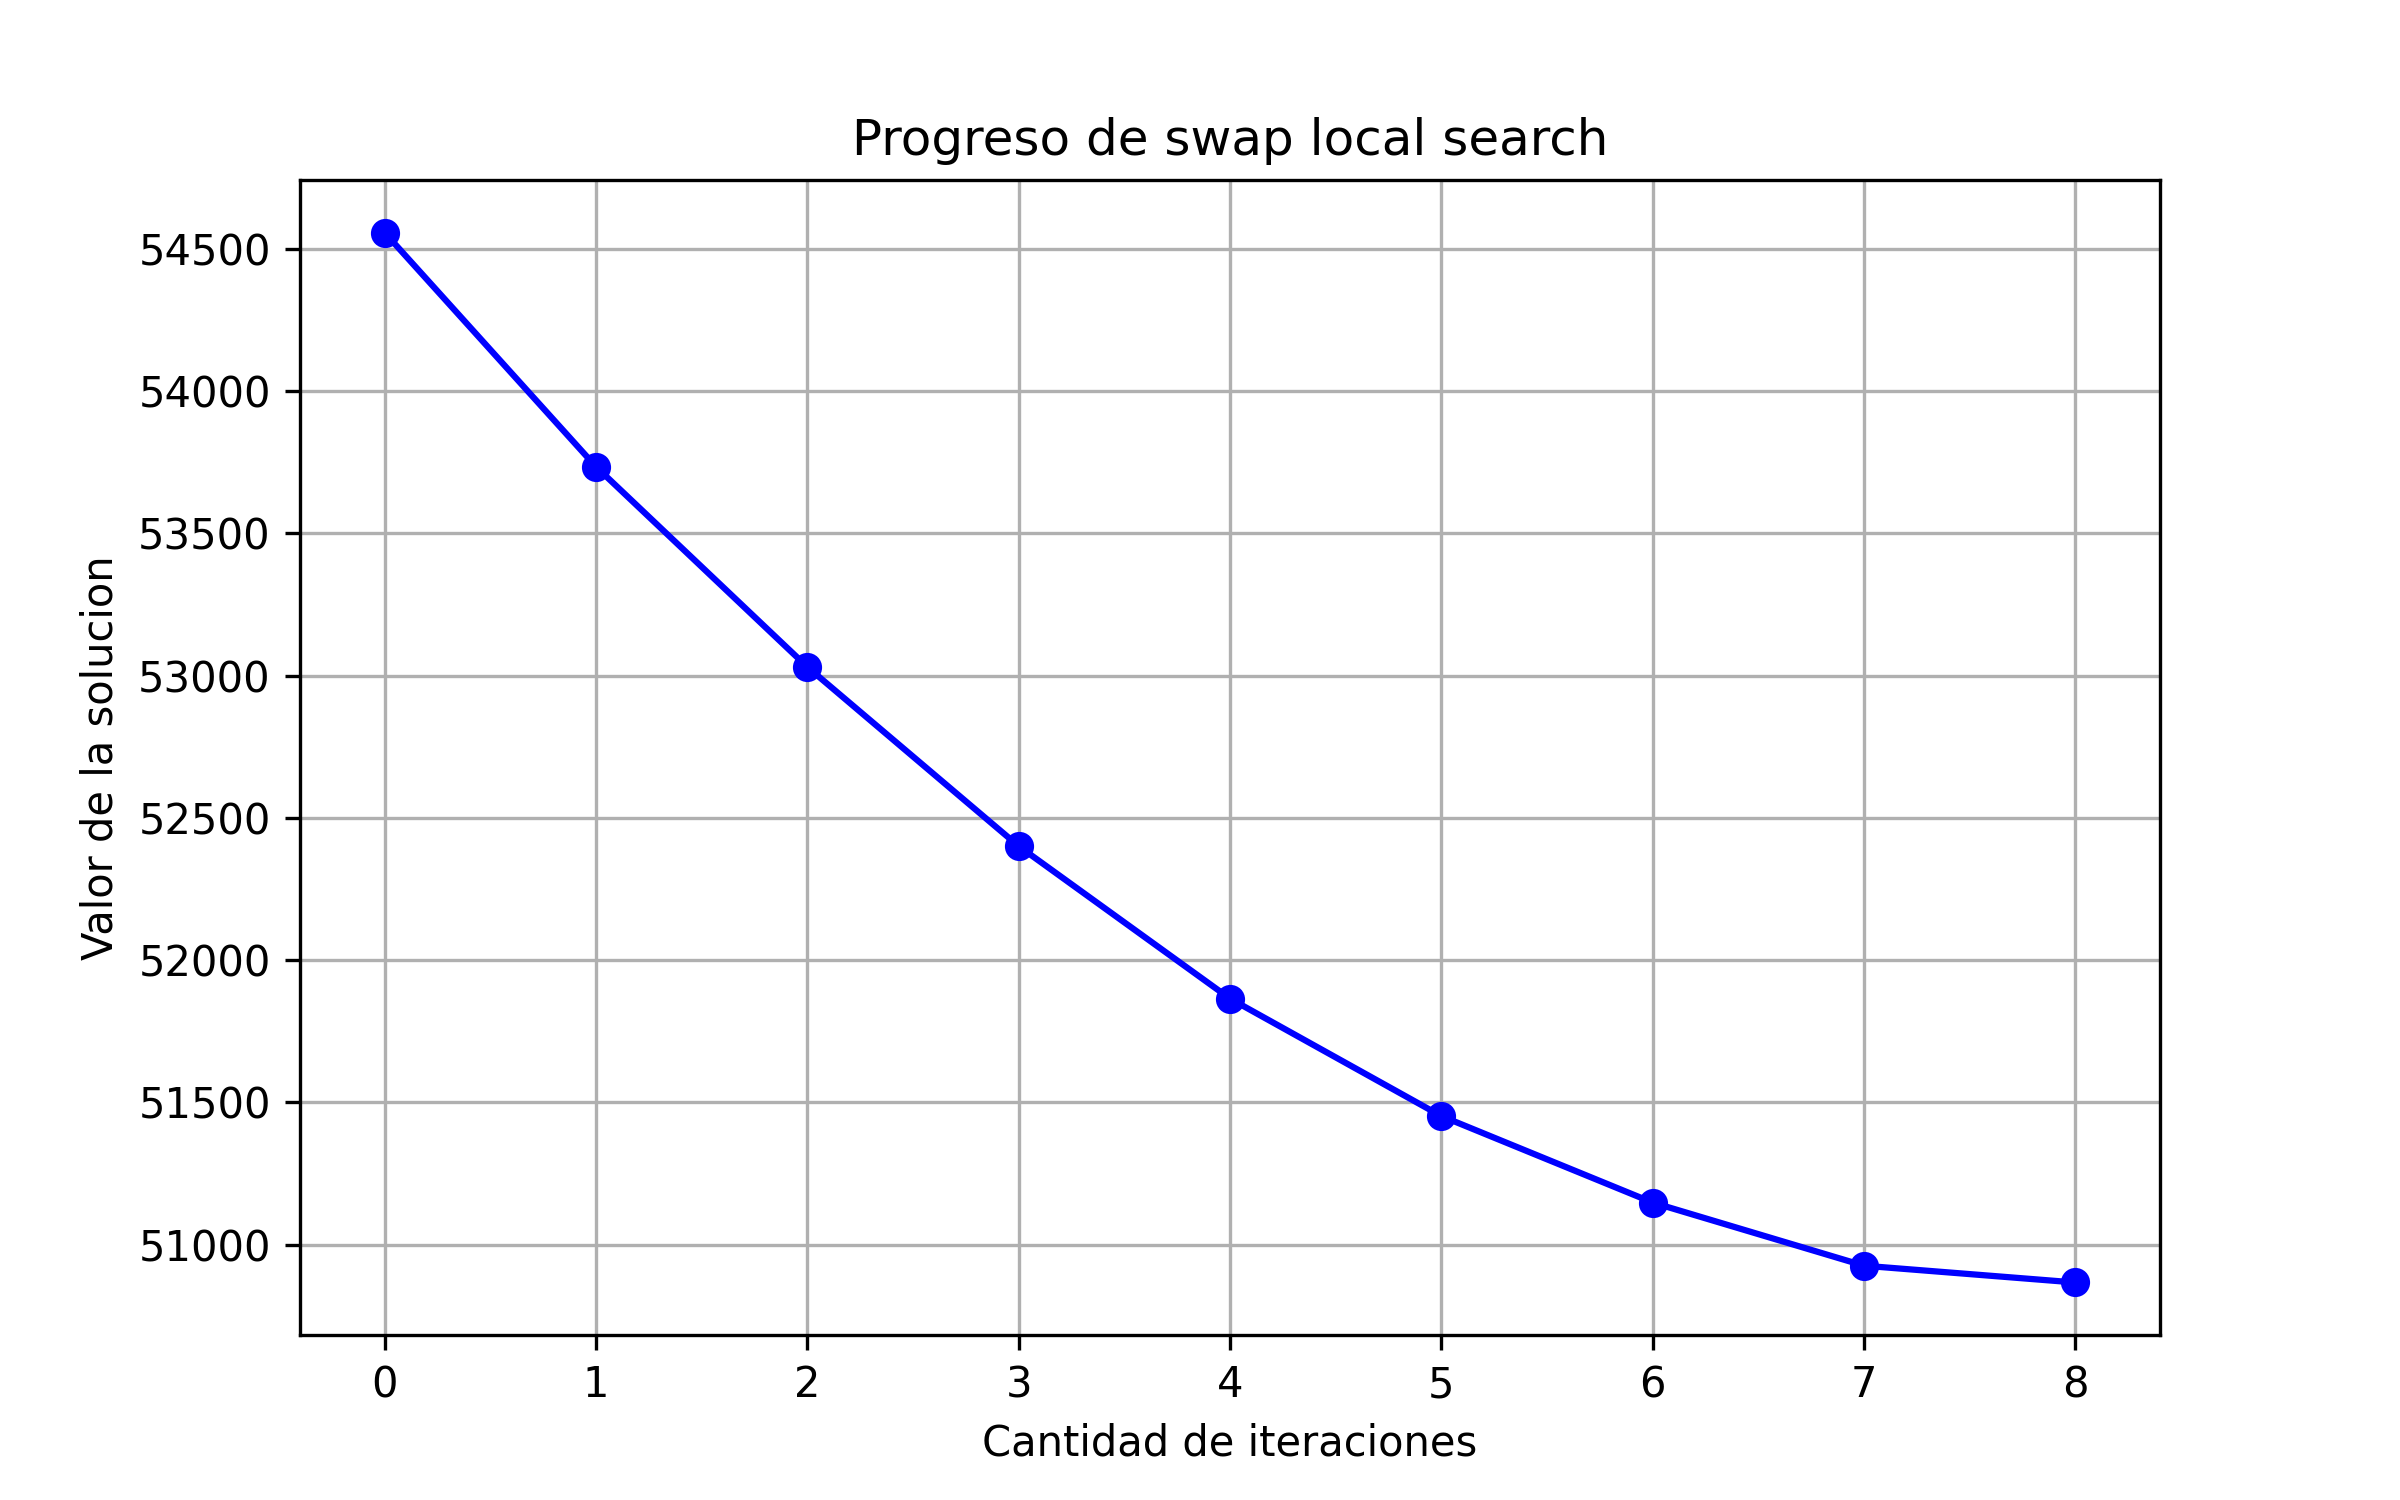 Progreso de swap local search
Valor de la solucion
54500
54000
53500
53000
52500
52000
51500
51000
0 1 2 3 4 5 6 7 8
Cantidad de iteraciones